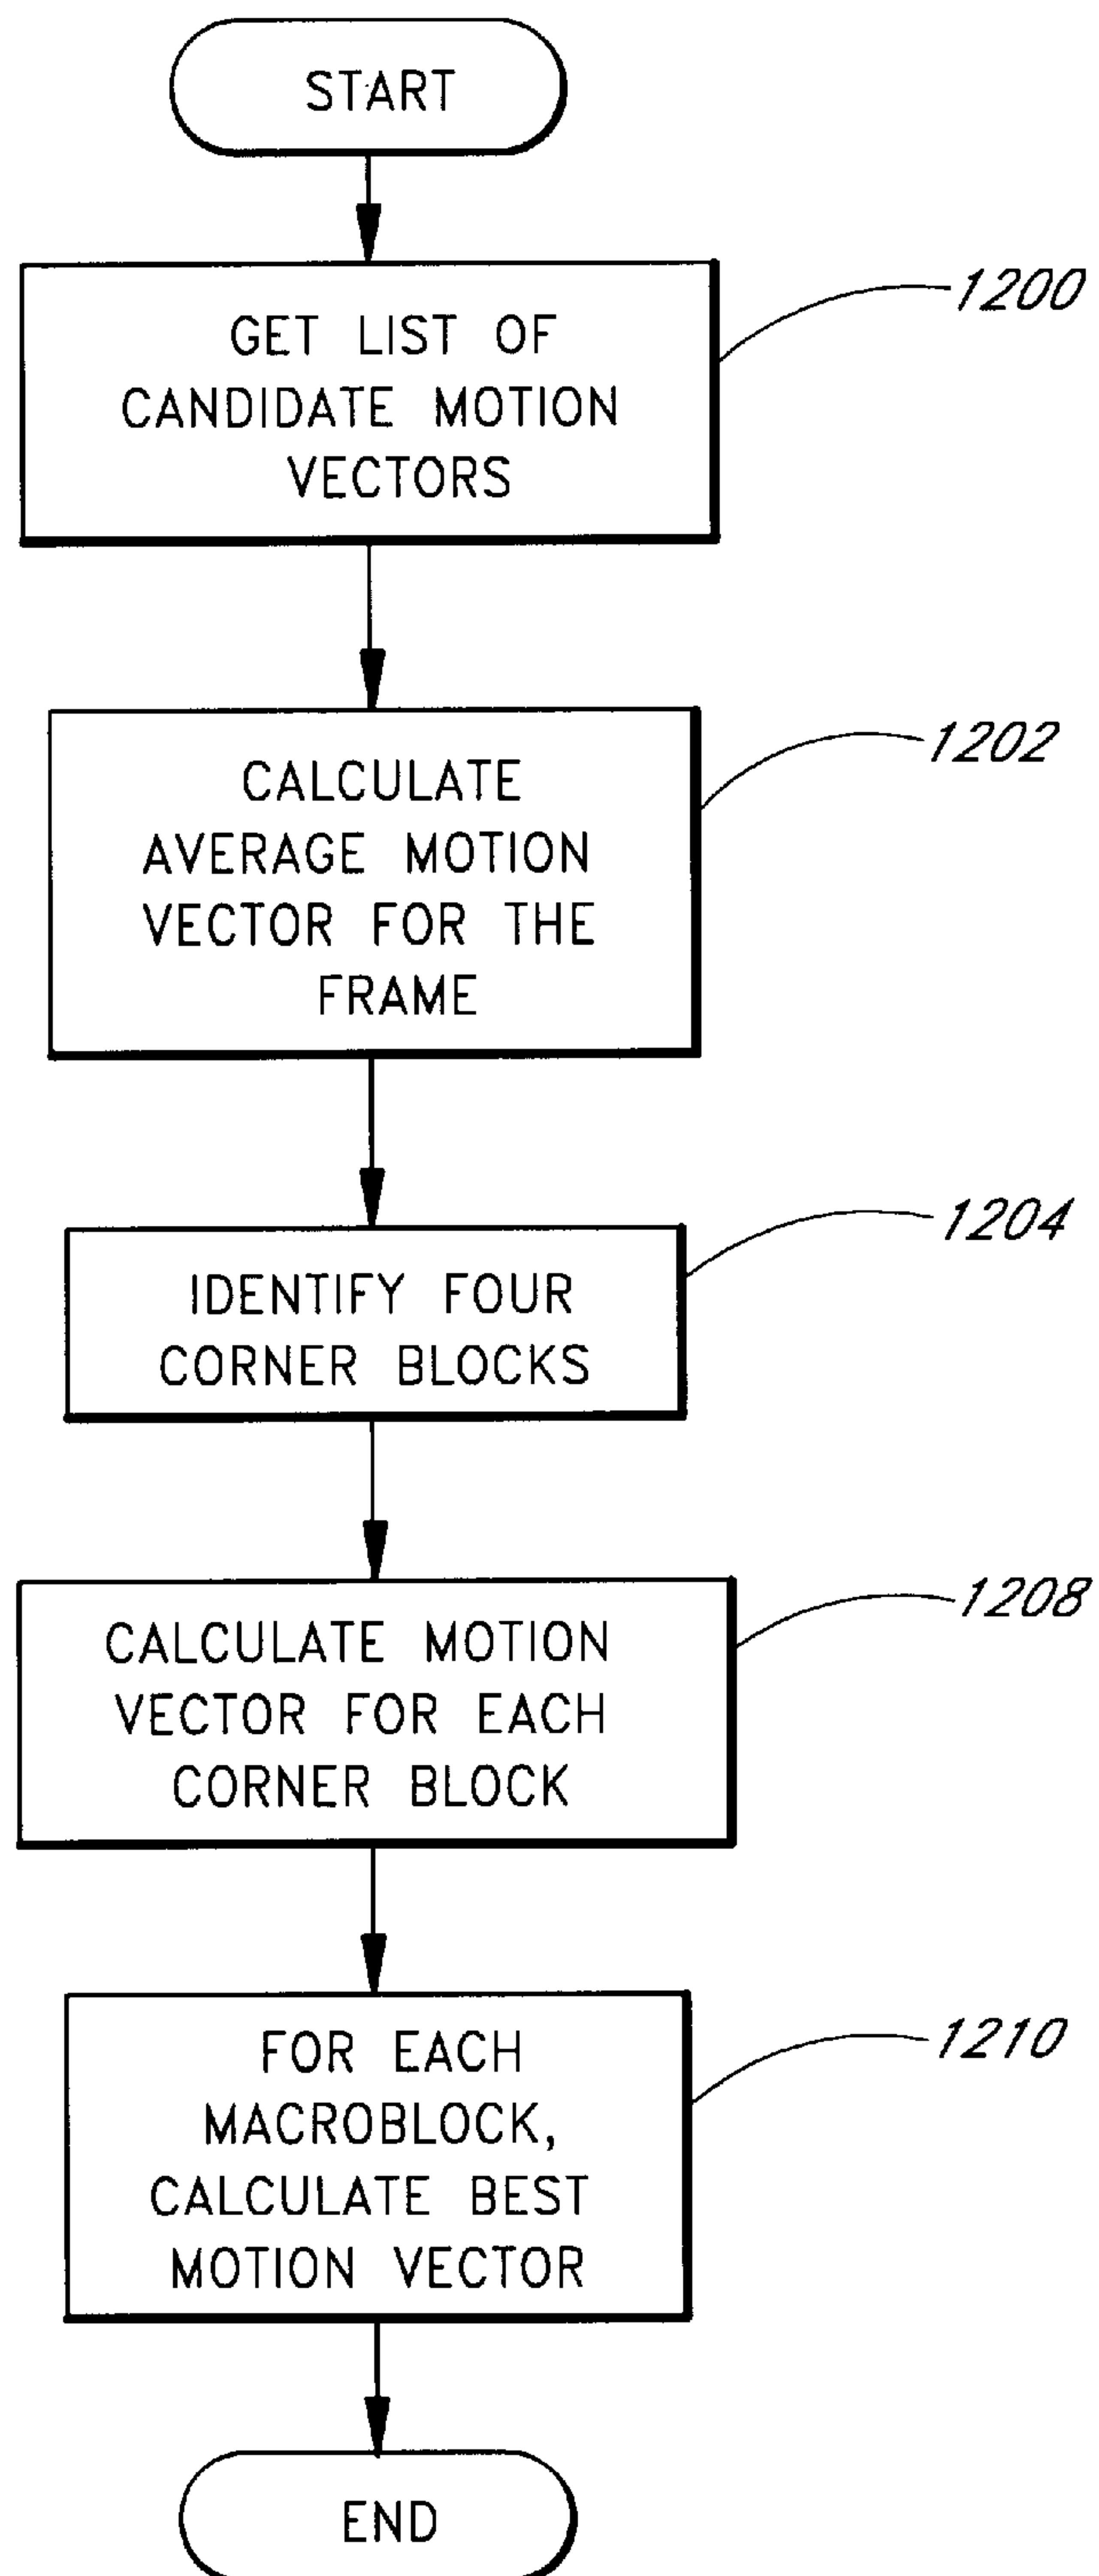 START
GET LIST OF
CANDIDATE MOTION
VECTORS
1200
CALCULATE
AVERAGE MOTION
VECTOR FOR THE
FRAME
1202
IDENTIFY FOUR
CORNER BLOCKS
1204
CALCULATE MOTION
VECTOR FOR EACH
CORNER BLOCK
1208
FOR EACH
MACROBLOCK,
CALCULATE BEST
MOTION VECTOR
1210
END